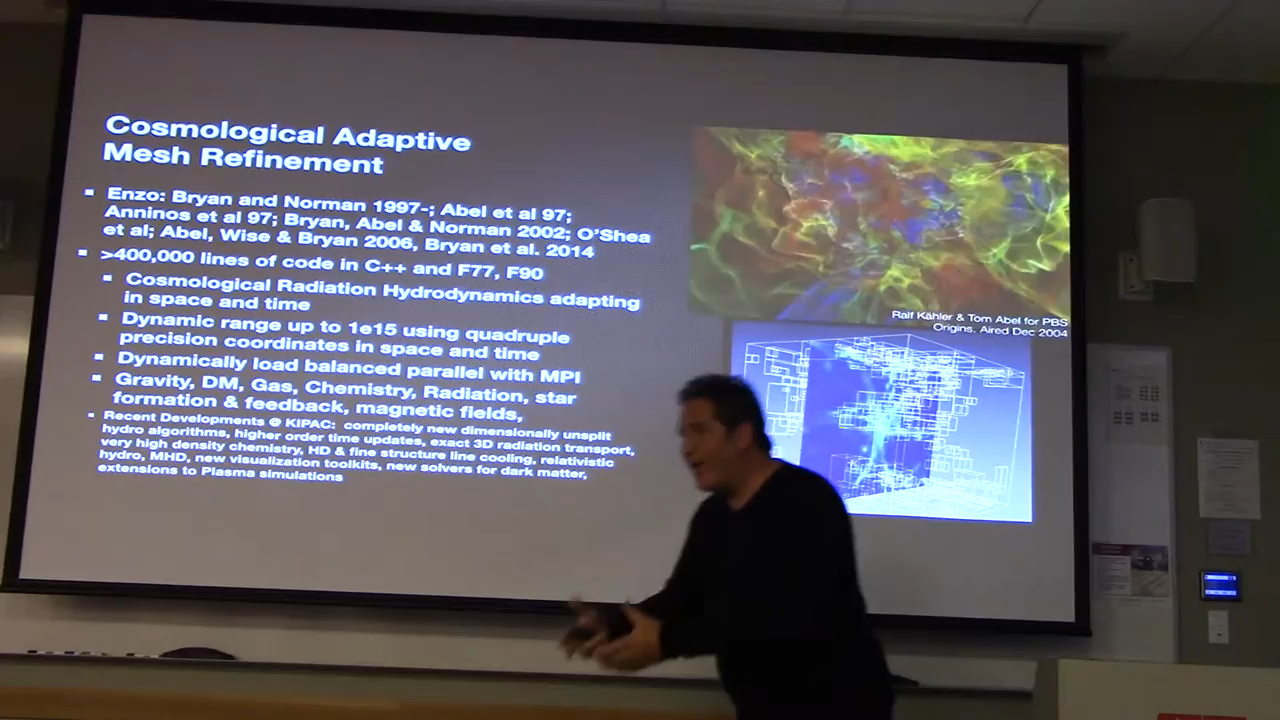 Cosmological Adaptive
Mesh Refinement
Enzo: Bryan and Norman 1997-; Abel et al 97;
Anninos et al 97; Bryan, Abel & Norman 2002; O'Shea
et al; Abel, Wise & Bryan 2006, Bryan et al. 2014
>400,000 lines of code in C++ and F77, F90
Cosmological Radiation Hydrodynamics adapting
in space and time
Dynamic range up to 1e15 using quadruple
precision coordinates in space and time
Dynamically load balanced parallel with MPI
Gravity, DM, Gas, Chemistry, Radiation, star
formation & feedback, magnetic fields,
Recent Developments @ KIPAC: completely new dimensionally unsplit
hydro algorithms, higher order time updates, exact 3D radiation transport,
very high density chemistry, HD & fine structure line cooling, relativistic
hydro, MHD, new visualization toolkits, new solvers for dark matter,
extensions to Plasma simulations
Ralf Kähler & Tom Abel for PBS
Origins. Aired Dec 2004